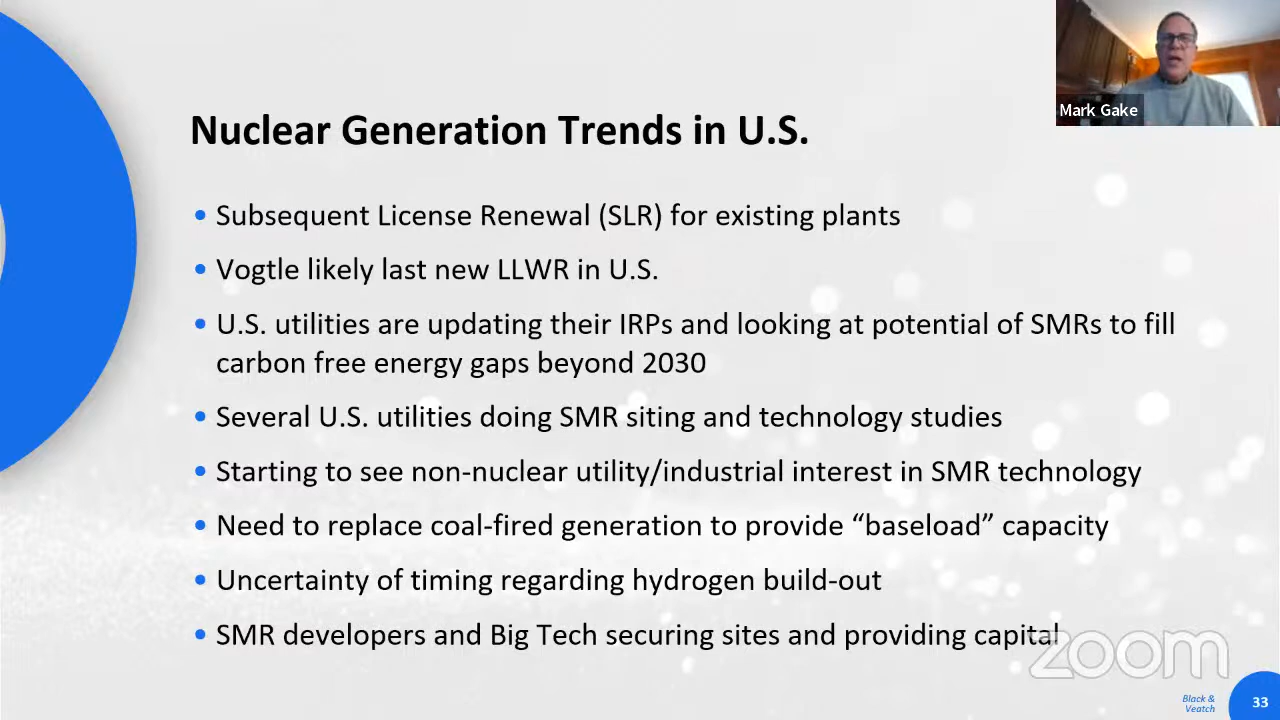 Mark Gake
Nuclear Generation Trends in U.S.
• Subsequent License Renewal (SLR) for existing plants
• Vogtle likely last new LLWR in U.S.
• U.S. utilities are updating their IRPs and looking at potential of SMRs to fill
carbon free energy gaps beyond 2030
• Several U.S. utilities doing SMR siting and technology studies
• Starting to see non-nuclear utility/industrial interest in SMR technology
• Need to replace coal-fired generation to provide “baseload” capacity
• Uncertainty of timing regarding hydrogen build-out
• SMR developers and Big Tech securing sites and providing capital
zoom
Black &
Veatch
33